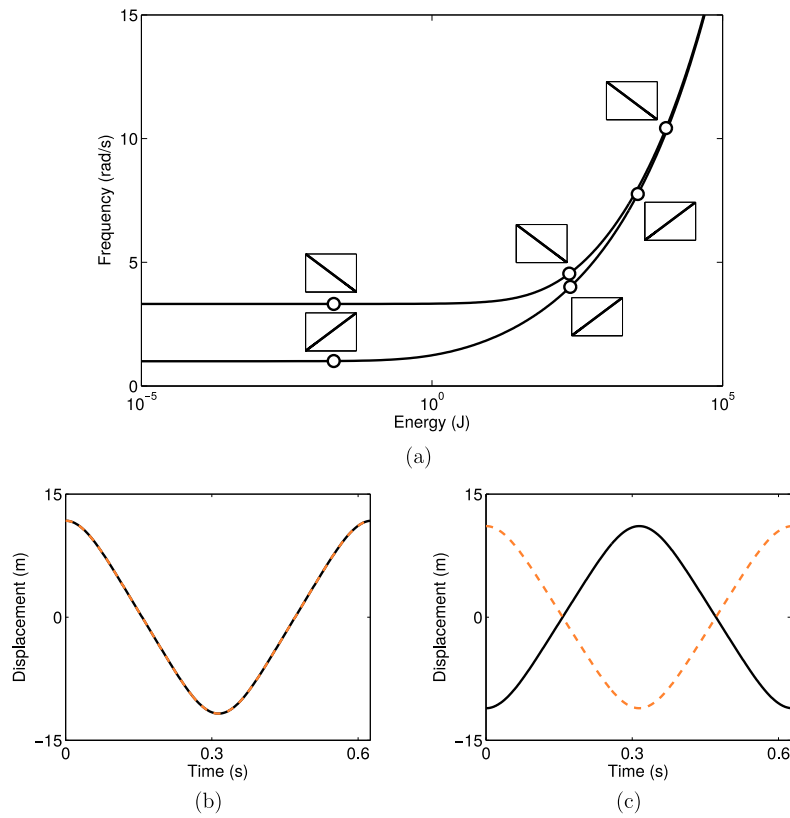 15
10
5
0
Frequency (rad/s)
10^-5
10^0
10^5
Energy (J)
(a)
15
0
−15
Displacement (m)
0
0.3
0.6
Time (s)
(b)
15
0
−15
Displacement (m)
0
0.3
0.6
Time (s)
(c)